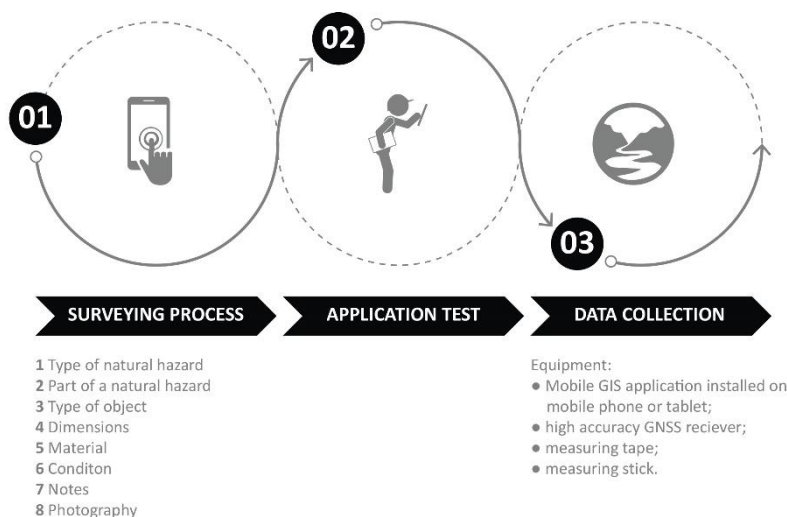 01
02
03
SURVEYING PROCESS
APPLICATION TEST
DATA COLLECTION
1 Type of natural hazard
2 Part of a natural hazard
3 Type of object
4 Dimensions
5 Material
6 Conditon
7 Notes
8 Photography
Equipment:
● Mobile GIS application installed on
mobile phone or tablet;
● high accuracy GNSS reciever;
● measuring tape;
● measuring stick.